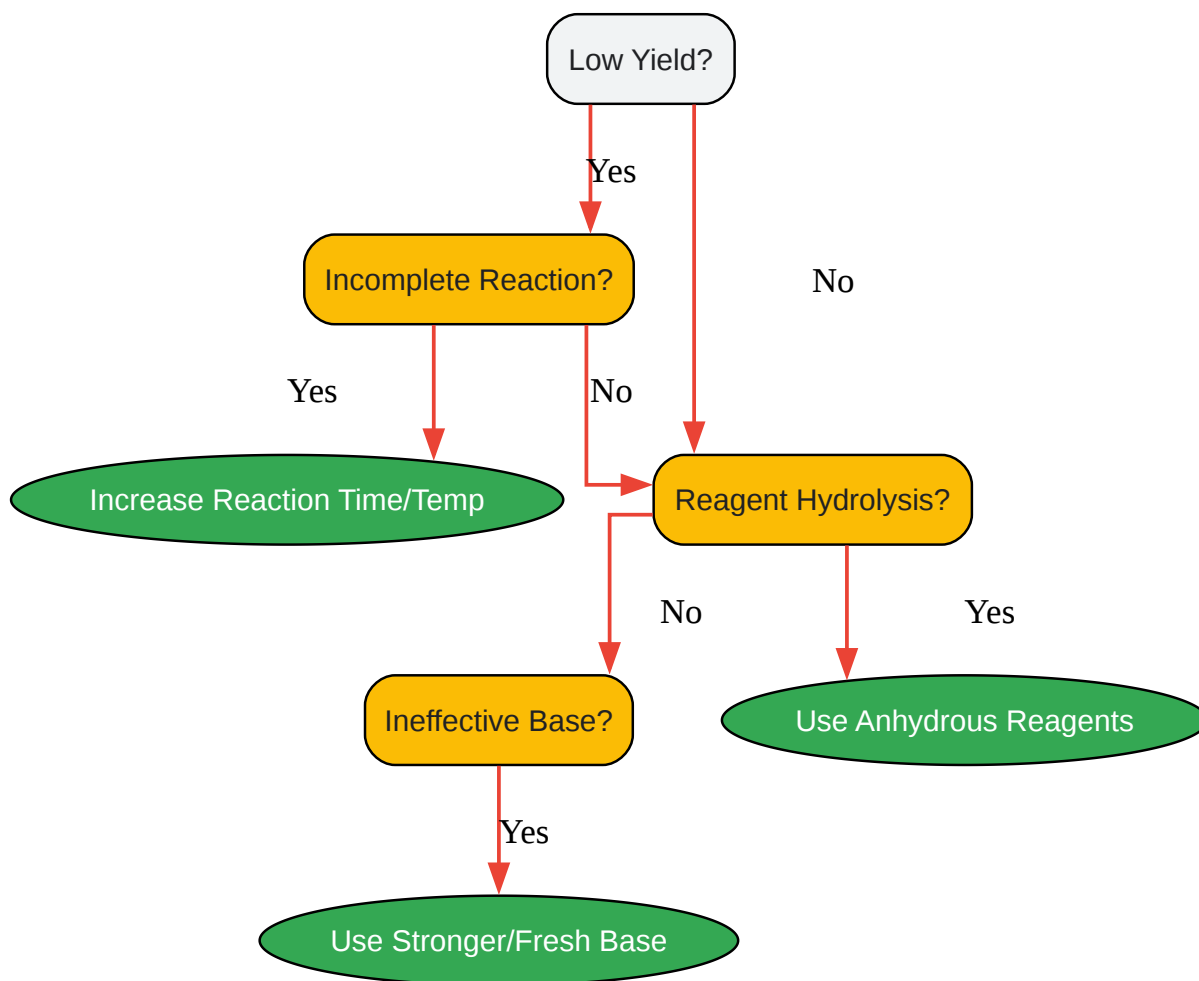 Low Yield?
Yes
Incomplete Reaction?
No
Yes
No
Increase Reaction Time/Temp
Reagent Hydrolysis?
No
Yes
Ineffective Base?
Use Anhydrous Reagents
Yes
Use Stronger/Fresh Base